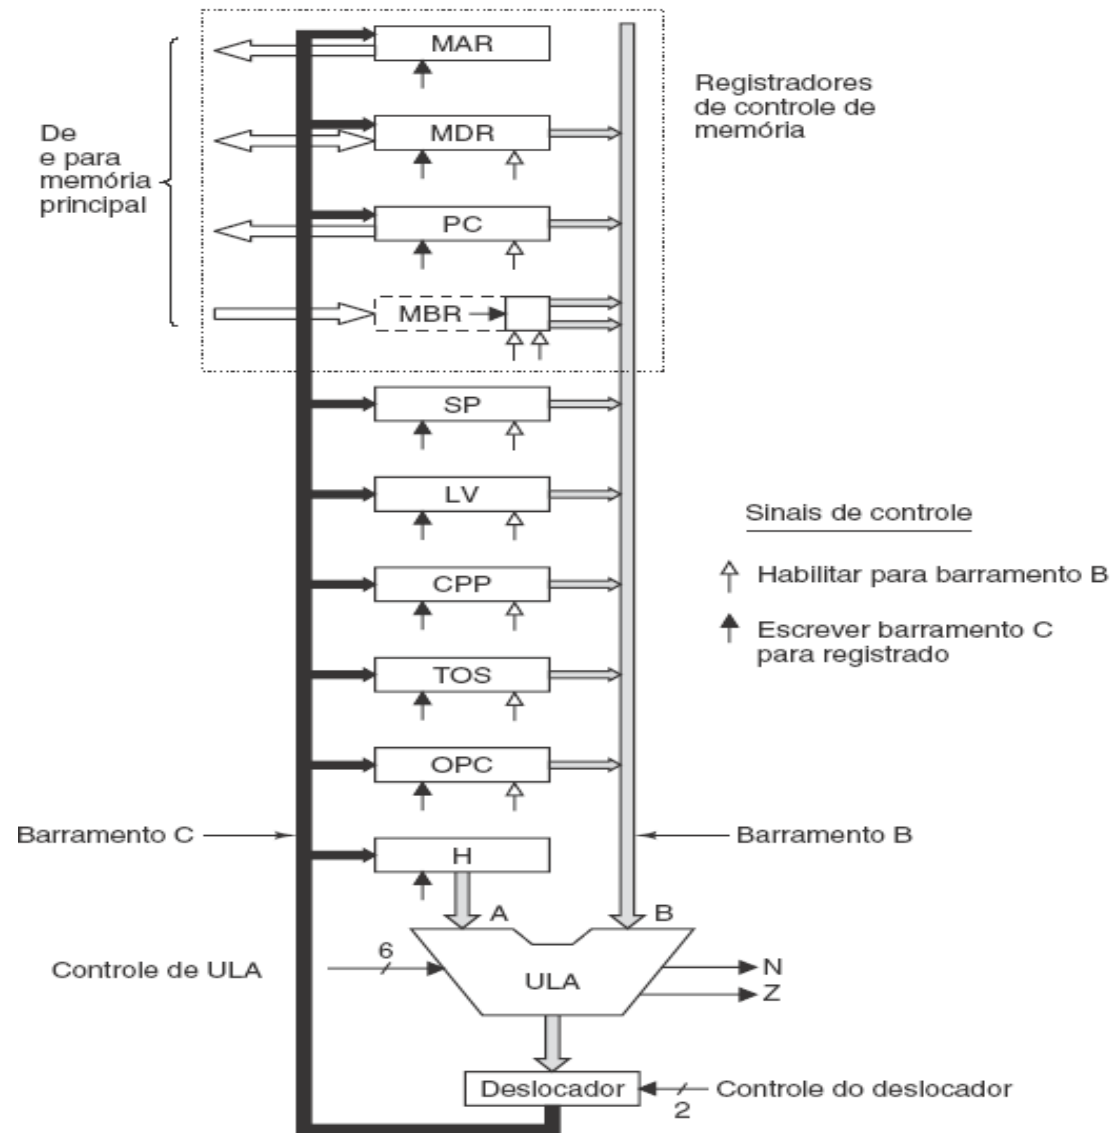 MAR
Registradores
de controle de
memória
De
e para
memória
principal
MDR
PC
MBR
SP
LV
Sinais de controle
CPP
Habilitar para barramento B
Escrever barramento C
para registrado
TOS
OPC
Barramento C
Barramento B
H
A
B
6
Controle de ULA
ULA
N
Z
Deslocador
Controle do deslocador
2